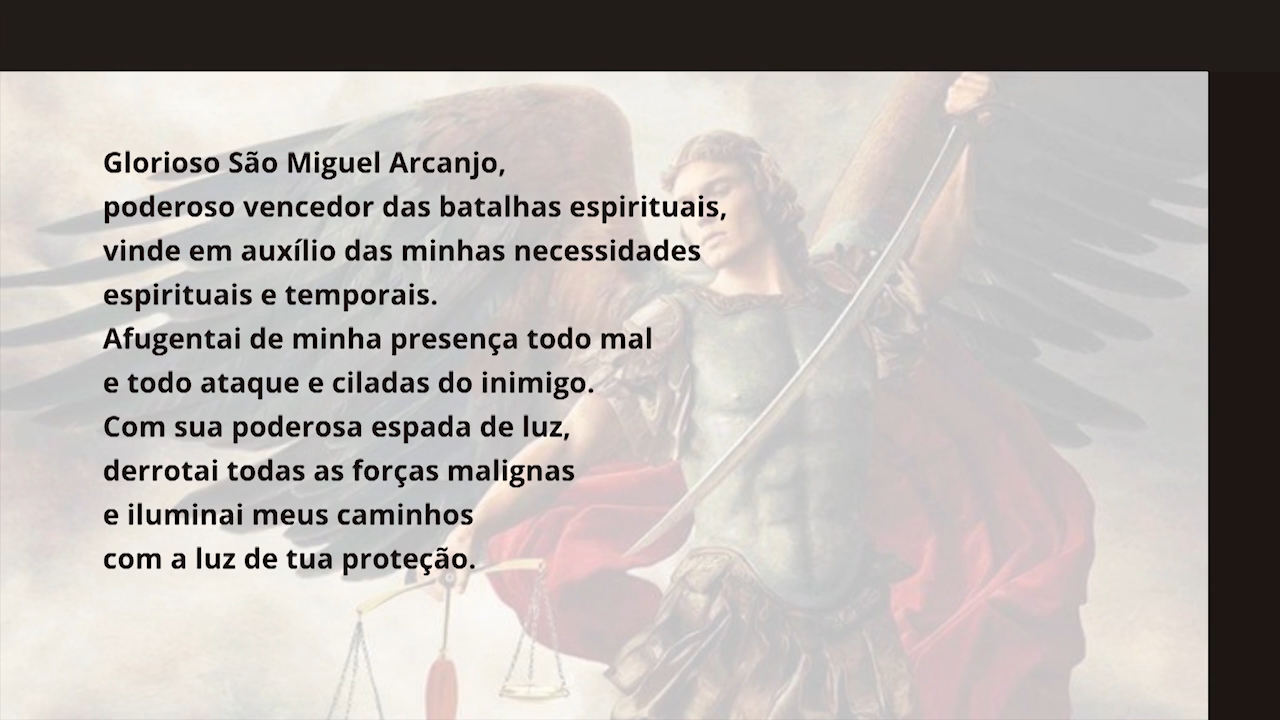 Glorioso São Miguel Arcanjo,
poderoso vencedor das batalhas espirituais,
vinde em auxílio das minhas necessidades
espirituais e temporais.
Afugentai de minha presença todo mal
e todo ataque e ciladas do inimigo.
Com sua poderosa espada de luz,
derrotai todas as forças malignas
e iluminai meus caminhos
com a luz de tua proteção.